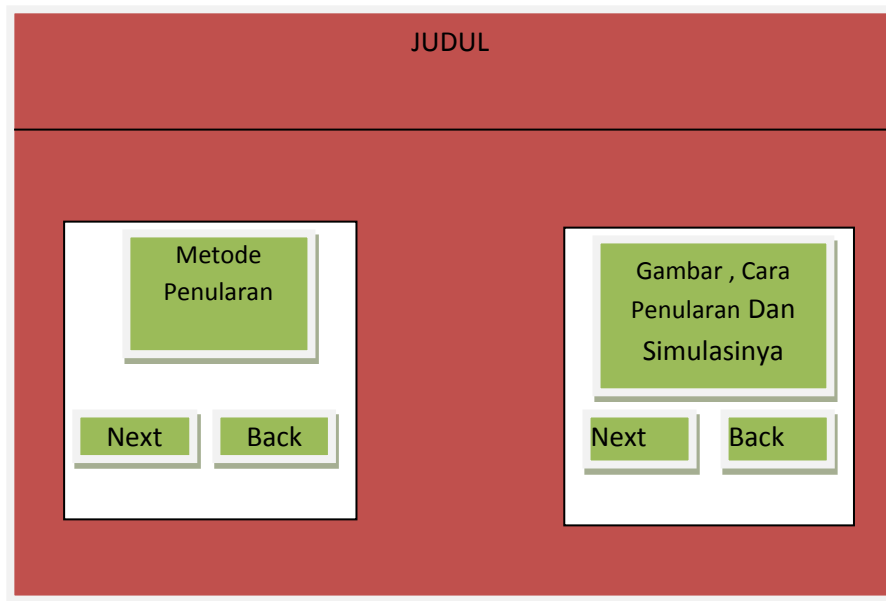 JUDUL
Metode
Penularan
Next
Back
Gambar , Cara
Penularan Dan
Simulasinya
Next
Back